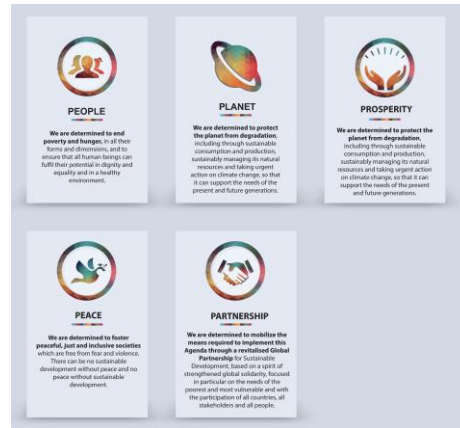 PEOPLE
We are determined to end
poverty and hunger, in all their
forms and dimensions, and to
ensure that all human beings can
fulfil their potential in dignity and
equality and in a healthy
environment.
PLANET
We are determined to protect
the planet from degradation,
including through sustainable
consumption and production,
sustainably managing its natural
resources and taking urgent
action on climate change, so that
it can support the needs of the
present and future generations.
PROSPERITY
We are determined to protect the
planet from degradation,
including through sustainable
consumption and production,
sustainably managing its natural
resources and taking urgent action
on climate change, so that it can
support the needs of the present
and future generations.
PEACE
We are determined to foster
peaceful, just and inclusive societies
which are free from fear and violence.
There can be no sustainable
development without peace and no
peace without sustainable
development.
PARTNERSHIP
We are determined to mobilize the
means required to implement this
Agenda through a revitalised Global
Partnership for Sustainable
Development, based on a spirit of
strengthened global solidarity, focused
in particular on the needs of the
poorest and most vulnerable and with
the participation of all countries, all
stakeholders and all people.